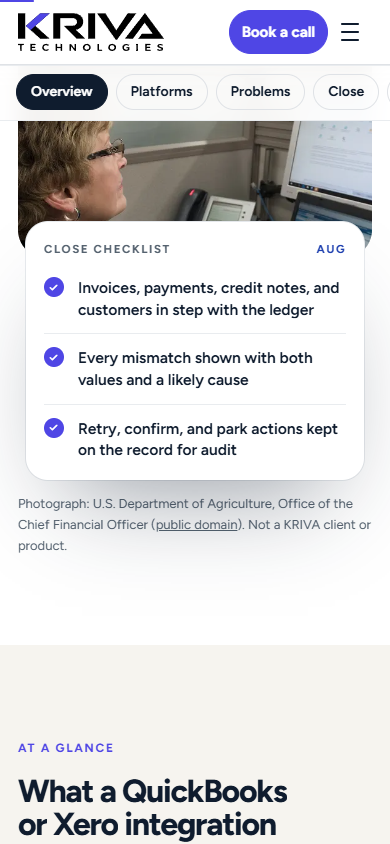 KRIVA
TECHNOLOGIES
Book a call
Overview
Platforms
Problems
Close
CLOSE CHECKLIST
AUG
Invoices, payments, credit notes, and
customers in step with the ledger
Every mismatch shown with both
values and a likely cause
Retry, confirm, and park actions kept
on the record for audit
Photograph: U.S. Department of Agriculture, Office of the
Chief Financial Officer (public domain). Not a KRIVA client or
product.
AT A GLANCE
What a QuickBooks
or Xero integration